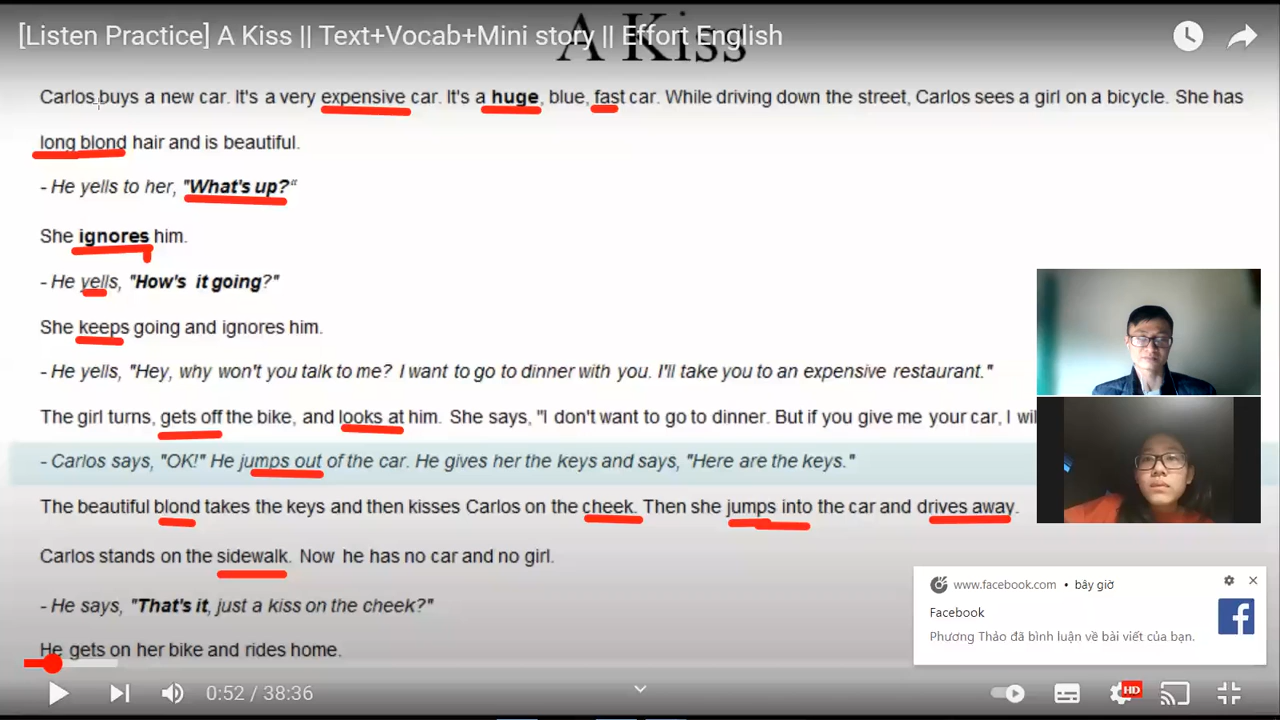 A Kiss
[Listen Practice] A Kiss || Text+Vocab+Mini story || Effort English
Carlos buys a new car. It's a very expensive car. It's a huge, blue, fast car. While driving down the street, Carlos sees a girl on a bicycle. She has
long blond hair and is beautiful.
- He yells to her, "What's up?“
She ignores him.
- He yells, "How's it going?"
She keeps going and ignores him.
- He yells, "Hey, why won't you talk to me? I want to go to dinner with you. I'll take you to an expensive restaurant."
The girl turns, gets off the bike, and looks at him. She says, "I don't want to go to dinner. But if you give me your car, I wil
- Carlos says, "OK!" He jumps out of the car. He gives her the keys and says, "Here are the keys."
The beautiful blond takes the keys and then kisses Carlos on the cheek. Then she jumps into the car and drives away.
Carlos stands on the sidewalk. Now he has no car and no girl.
- He says, "That's it, just a kiss on the cheek?"
He gets on her bike and rides home.
www.facebook.com • bây giờ
Facebook
Phương Thảo đã bình luận về bài viết của bạn.
0:52 / 38:36
HD